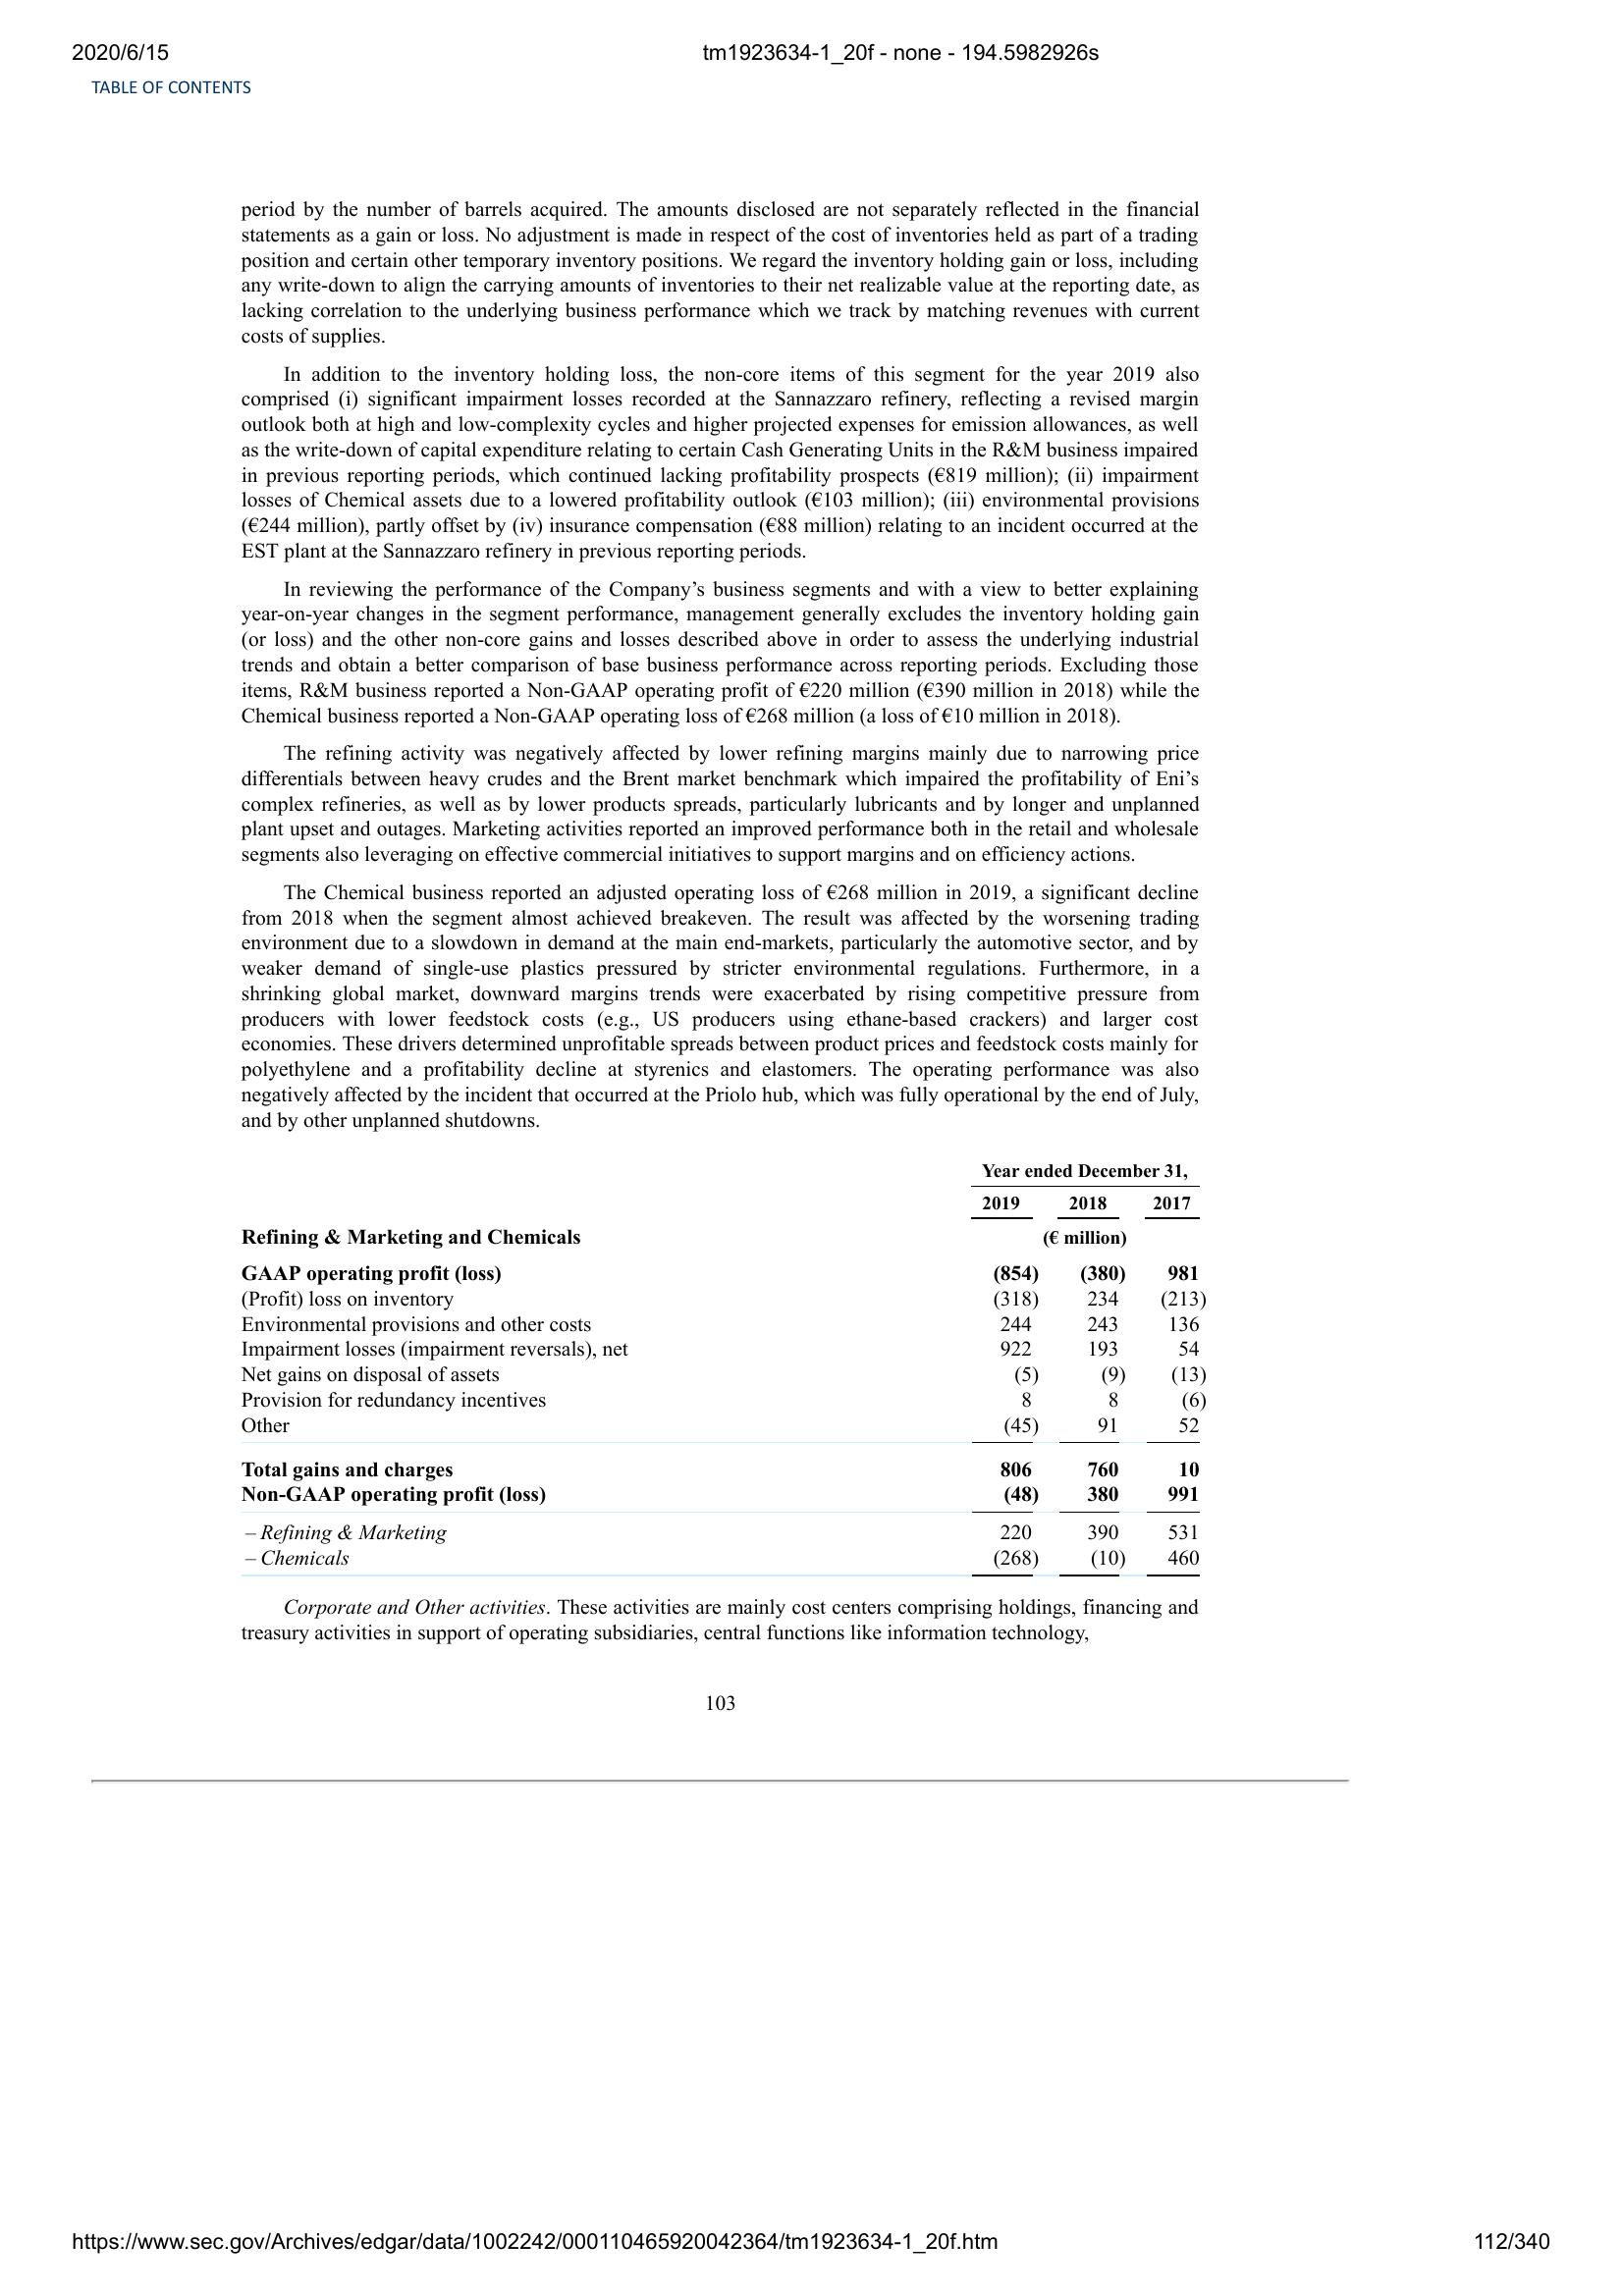 2020/6/15 tm1923634-1_20f - none - 194.5982926s
TABLE OF CONTENTS
period by the number of barrels acquired. The amounts disclosed are not separately reflected in the financial
statements as a gain or loss. No adjustment is made in respect of the cost of inventories held as part of a trading
position and certain other temporary inventory positions. We regard the inventory holding gain or loss, including
any write-down to align the carrying amounts of inventories to their net realizable value at the reporting date, as
lacking correlation to the underlying business performance which we track by matching revenues with current
costs of supplies.
In addition to the inventory holding loss, the non-core items of this segment for the year 2019 also
comprised (i) significant impairment losses recorded at the Sannazzaro refinery, reflecting a revised margin
outlook both at high and low-complexity cycles and higher projected expenses for emission allowances, as well
as the write-down of capital expenditure relating to certain Cash Generating Units in the R&M business impaired
in previous reporting periods, which continued lacking profitability prospects (€819 million); (ii) impairment
losses of Chemical assets due to a lowered profitability outlook (€103 million); (iii) environmental provisions
(€244 million), partly offset by (iv) insurance compensation (€88 million) relating to an incident occurred at the
EST plant at the Sannazzaro refinery in previous reporting periods.
In reviewing the performance of the Company’s business segments and with a view to better explaining
year-on-year changes in the segment performance, management generally excludes the inventory holding gain
(or loss) and the other non-core gains and losses described above in order to assess the underlying industrial
trends and obtain a better comparison of base business performance across reporting periods. Excluding those
items, R&M business reported a Non-GAAP operating profit of €220 million (€390 million in 2018) while the
Chemical business reported a Non-GAAP operating loss of €268 million (a loss of €10 million in 2018).
The refining activity was negatively affected by lower refining margins mainly due to narrowing price
differentials between heavy crudes and the Brent market benchmark which impaired the profitability of Eni’s
complex refineries, as well as by lower products spreads, particularly lubricants and by longer and unplanned
plant upset and outages. Marketing activities reported an improved performance both in the retail and wholesale
segments also leveraging on effective commercial initiatives to support margins and on efficiency actions.
The Chemical business reported an adjusted operating loss of €268 million in 2019, a significant decline
from 2018 when the segment almost achieved breakeven. The result was affected by the worsening trading
environment due to a slowdown in demand at the main end-markets, particularly the automotive sector, and by
weaker demand of single-use plastics pressured by stricter environmental regulations. Furthermore, in a
shrinking global market, downward margins trends were exacerbated by rising competitive pressure from
producers with lower feedstock costs (e.g., US producers using ethane-based crackers) and larger cost
economies. These drivers determined unprofitable spreads between product prices and feedstock costs mainly for
polyethylene and a profitability decline at styrenics and elastomers. The operating performance was also
negatively affected by the incident that occurred at the Priolo hub, which was fully operational by the end of July,
and by other unplanned shutdowns.
Year ended December 31,
2019 2018 2017
Refining & Marketing and Chemicals (€ million)
GAAP operating profit (loss) (854) (380) 981
(Profit) loss on inventory (318) 234 (213)
Environmental provisions and other costs 244 243 136
Impairment losses (impairment reversals), net 922 193 54
Net gains on disposal of assets (5) (9) (13)
Provision for redundancy incentives 8 8 (6)
Other (45) 91 52
Total gains and charges 806 760 10
Non-GAAP operating profit (loss) (48) 380 991
– Refining & Marketing 220 390 531
– Chemicals (268) (10) 460
Corporate and Other activities. These activities are mainly cost centers comprising holdings, financing and
treasury activities in support of operating subsidiaries, central functions like information technology,
103
https://www.sec.gov/Archives/edgar/data/1002242/000110465920042364/tm1923634-1_20f.htm 112/340